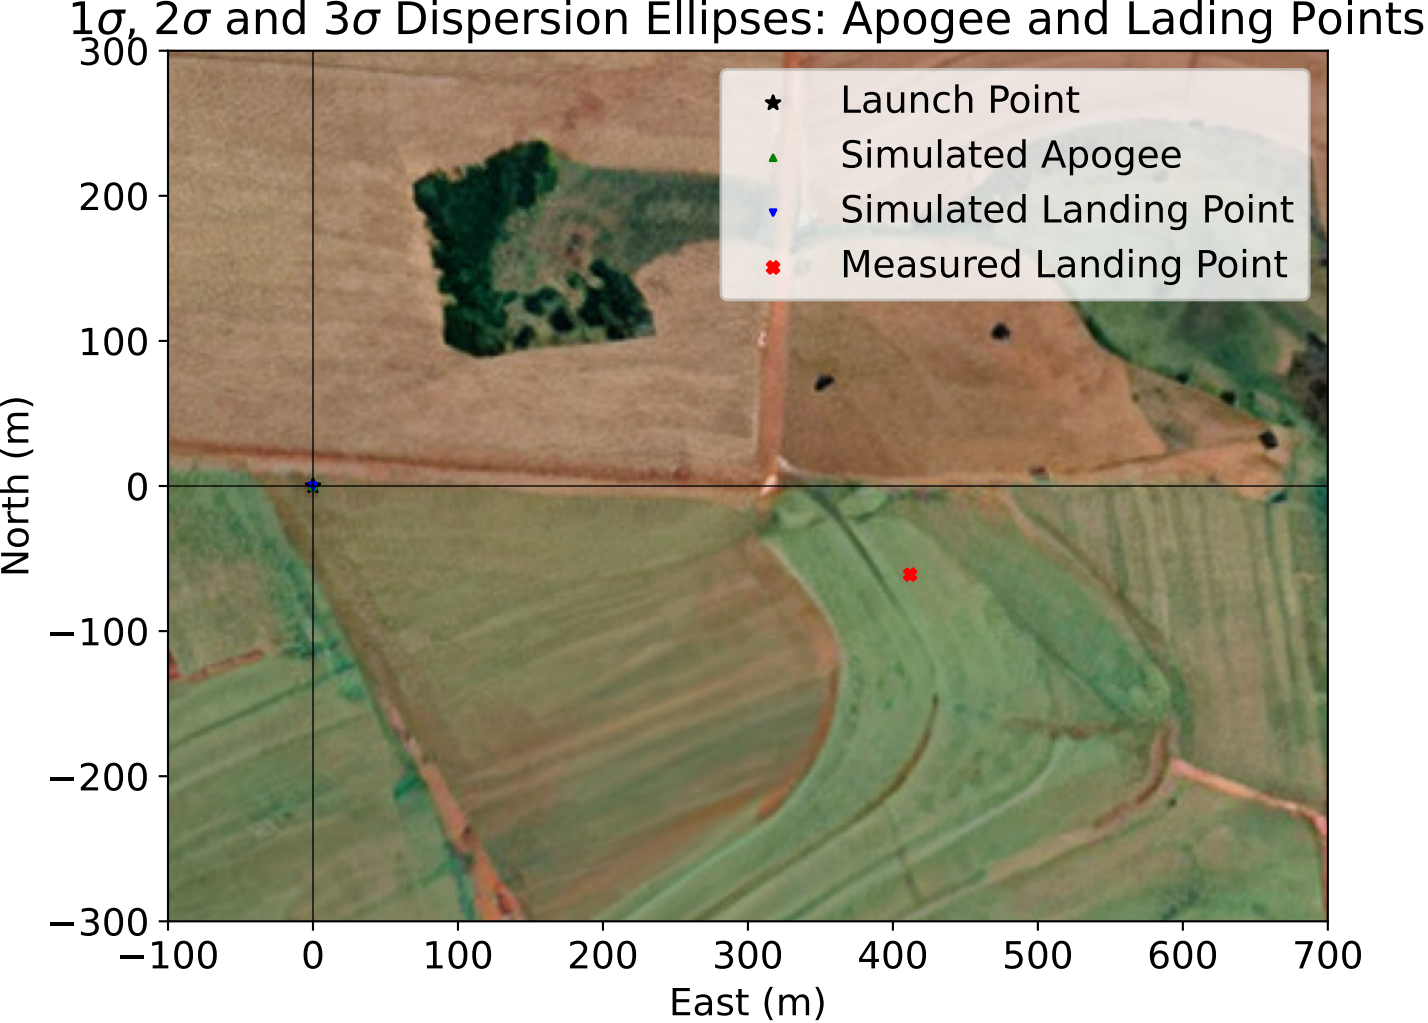 1σ, 2σ and 3σ Dispersion Ellipses: Apogee and Lading Points
Launch Point
Simulated Apogee
Simulated Landing Point
Measured Landing Point
300
200
100
0
−100
−200
−300
North (m)
−100 0 100 200 300 400 500 600 700
East (m)